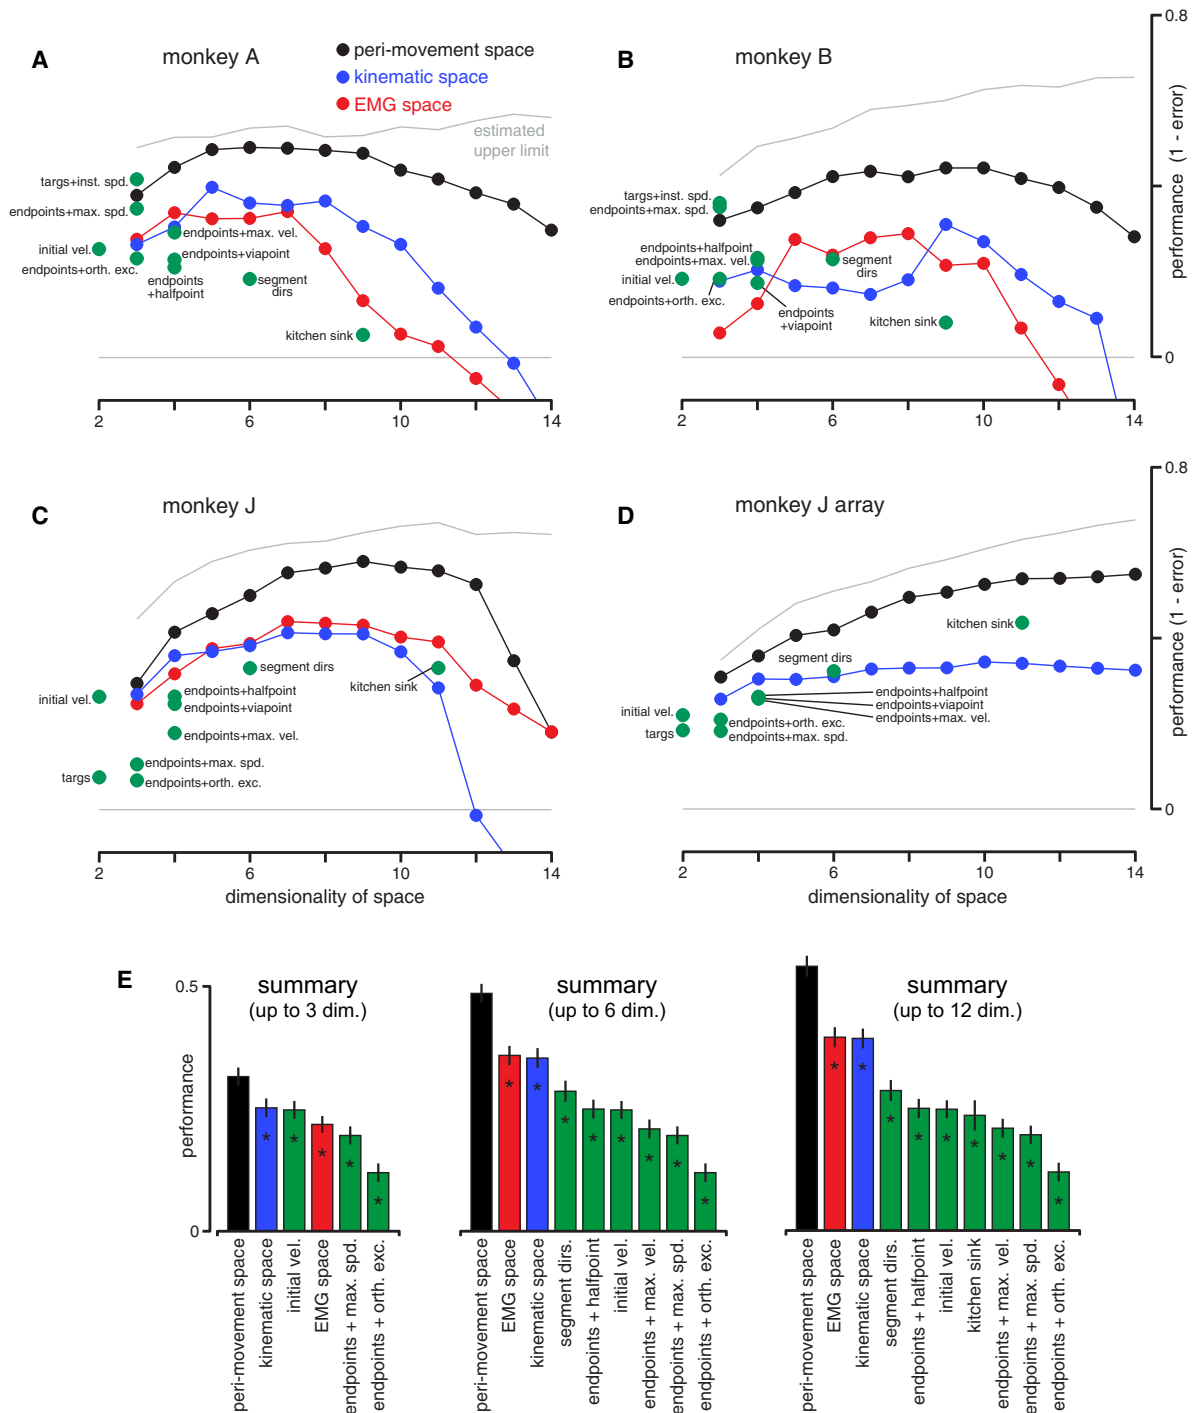 A
monkey A
peri-movement space
kinematic space
EMG space
estimated
upper limit
targs+inst. spd.
endpoints+max. spd.
initial vel.
endpoints+orth. exc.
endpoints+max. vel.
endpoints+viapoint
endpoints
+halfpoint
segment
dirs
kitchen sink
2
6
10
14
B
monkey B
0.8
performance (1 - error)
0
targs+inst. spd.
endpoints+max. spd.
endpoints+halfpoint
endpoints+max. vel.
initial vel.
endpoints+orth. exc.
endpoints
+viapoint
segment
dirs
kitchen sink
2
6
10
14
C
monkey J
initial vel.
targs
segment dirs
endpoints+halfpoint
endpoints+viapoint
endpoints+max. vel.
endpoints+max. spd.
endpoints+orth. exc.
kitchen sink
2
6
10
14
dimensionality of space
D
monkey J array
0.8
performance (1 - error)
0
kitchen sink
segment dirs
endpoints+halfpoint
endpoints+viapoint
endpoints+max. vel.
initial vel.
targs
endpoints+orth. exc.
endpoints+max. spd.
2
6
10
14
dimensionality of space
E
0.5
performance
0
summary
(up to 3 dim.)
*
*
*
*
*
peri-movement space
kinematic space
initial vel.
EMG space
endpoints + max. spd.
endpoints + orth. exc.
summary
(up to 6 dim.)
*
*
*
*
*
*
*
*
peri-movement space
EMG space
kinematic space
segment dirs.
endpoints + halfpoint
initial vel.
endpoints + max. vel.
endpoints + max. spd.
endpoints + orth. exc.
summary
(up to 12 dim.)
*
*
*
*
*
*
*
*
*
peri-movement space
EMG space
kinematic space
segment dirs.
endpoints + halfpoint
initial vel.
kitchen sink
endpoints + max. vel.
endpoints + max. spd.
endpoints + orth. exc.